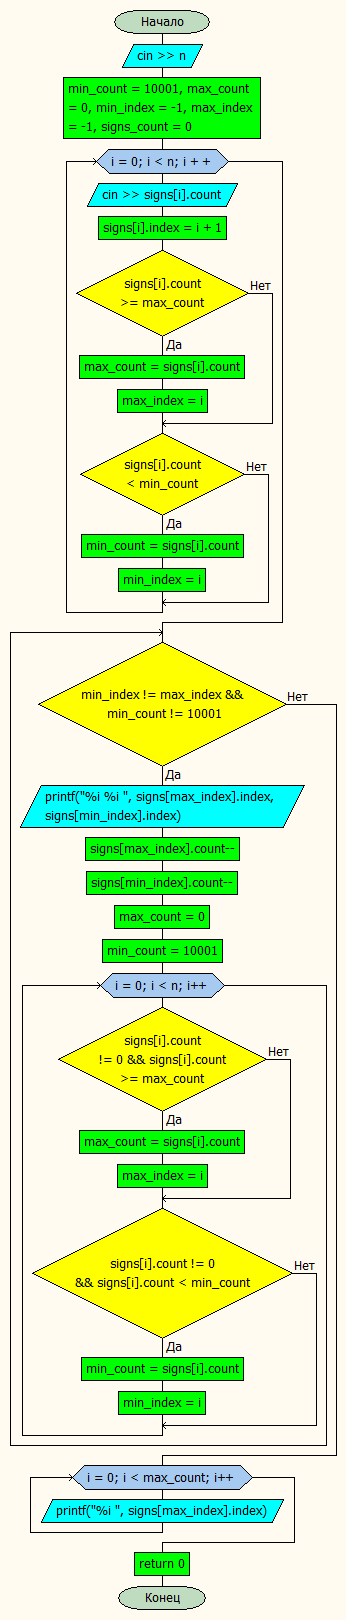 Начало
cin >> n
min_count = 10001, max_count
= 0, min_index = -1, max_index
= -1, signs_count = 0
i = 0; i < n; i + +
cin >> signs[i].count
signs[i].index = i + 1
signs[i].count
>= max_count
Нет
Да
max_count = signs[i].count
max_index = i
signs[i].count
< min_count
Нет
Да
min_count = signs[i].count
min_index = i
min_index != max_index &&
min_count != 10001
Нет
Да
printf("%i %i ", signs[max_index].index,
signs[min_index].index)
signs[max_index].count--
signs[min_index].count--
max_count = 0
min_count = 10001
i = 0; i < n; i++
signs[i].count
!= 0 && signs[i].count
>= max_count
Нет
Да
max_count = signs[i].count
max_index = i
signs[i].count != 0
&& signs[i].count < min_count
Нет
Да
min_count = signs[i].count
min_index = i
i = 0; i < max_count; i++
printf("%i ", signs[max_index].index)
return 0
Конец